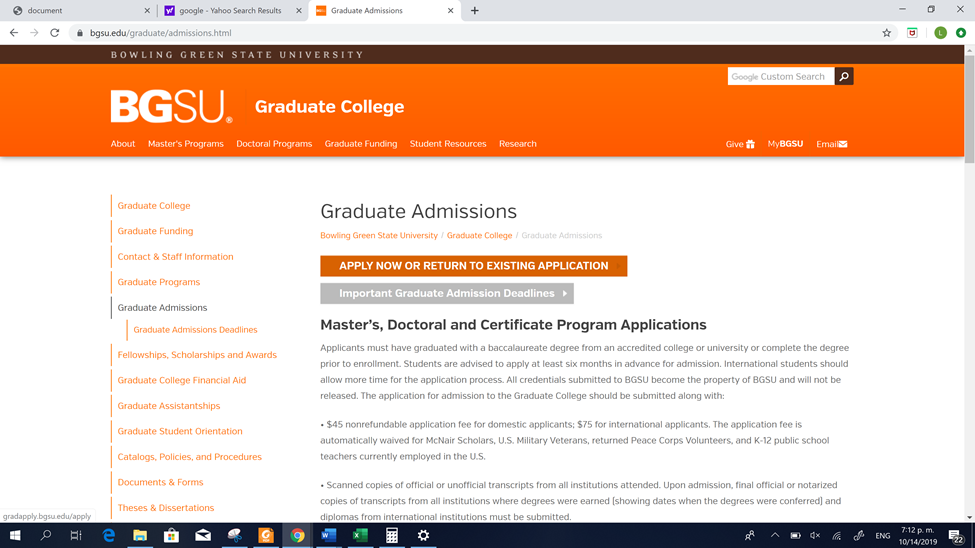 document
google - Yahoo Search Results
Graduate Admissions
bgsu.edu/graduate/admissions.html
L
BOWLING GREEN STATE UNIVERSITY
Google Custom Search
BGSU®
Graduate College
About
Master's Programs
Doctoral Programs
Graduate Funding
Student Resources
Research
Give
MyBGSU
Email
Graduate College
Graduate Funding
Contact & Staff Information
Graduate Programs
Graduate Admissions
Graduate Admissions Deadlines
Fellowships, Scholarships and Awards
Graduate College Financial Aid
Graduate Assistantships
Graduate Student Orientation
Catalogs, Policies, and Procedures
Documents & Forms
Theses & Dissertations
Graduate Admissions
Bowling Green State University / Graduate College / Graduate Admissions
APPLY NOW OR RETURN TO EXISTING APPLICATION
Important Graduate Admission Deadlines
Master's, Doctoral and Certificate Program Applications
Applicants must have graduated with a baccalaureate degree from an accredited college or university or complete the degree
prior to enrollment. Students are advised to apply at least six months in advance for admission. International students should
allow more time for the application process. All credentials submitted to BGSU become the property of BGSU and will not be
released. The application for admission to the Graduate College should be submitted along with:
• $45 nonrefundable application fee for domestic applicants; $75 for international applicants. The application fee is
automatically waived for McNair Scholars, U.S. Military Veterans, returned Peace Corps Volunteers, and K-12 public school
teachers currently employed in the U.S.
• Scanned copies of official or unofficial transcripts from all institutions attended. Upon admission, final official or notarized
copies of transcripts from all institutions where degrees were earned (showing dates when the degrees were conferred) and
diplomas from international institutions must be submitted.
gradapply.bgsu.edu/apply
ENG
7:12 p. m.
10/14/2019
22